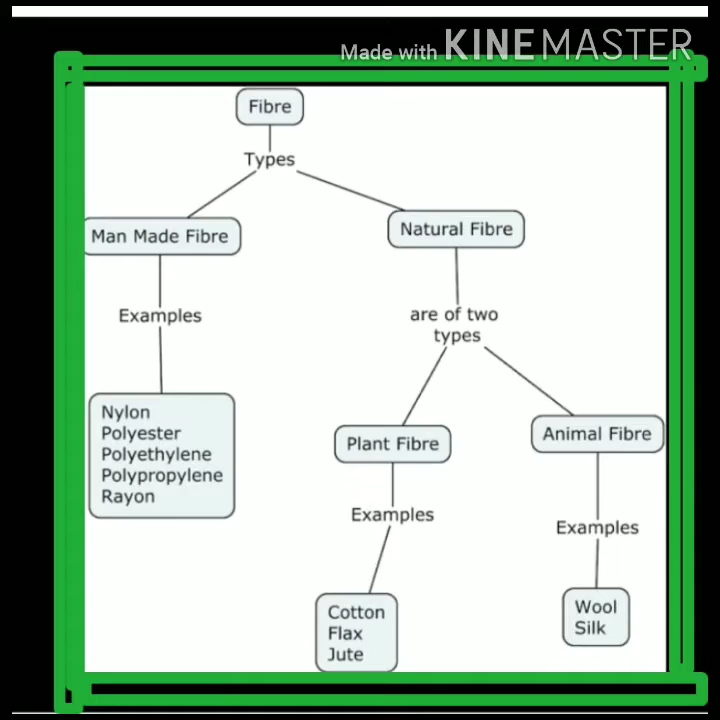 Made with KINEMASTER
Fibre
Types
Man Made Fibre
Natural Fibre
Examples
are of two
types
Nylon
Polyester
Polyethylene
Polypropylene
Rayon
Plant Fibre
Animal Fibre
Examples
Examples
Cotton
Flax
Jute
Wool
Silk